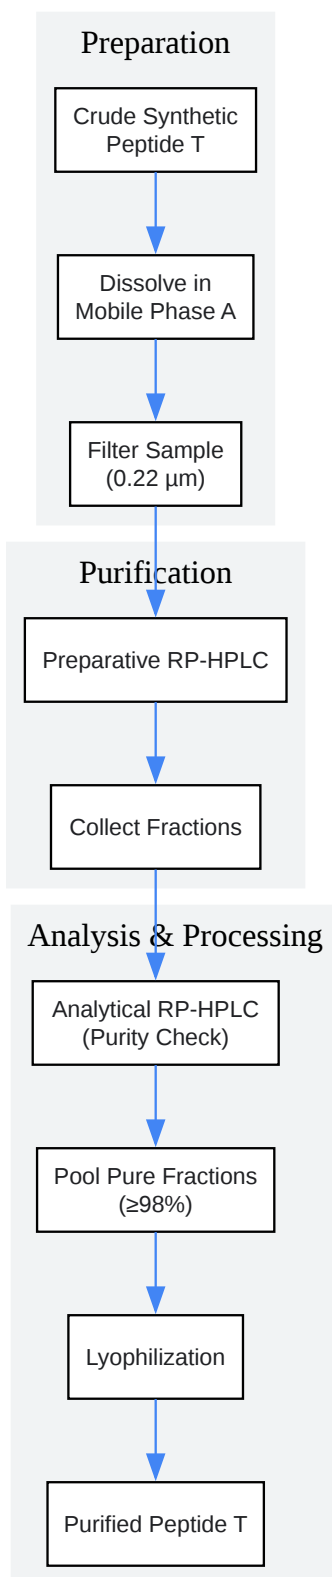 Preparation
Crude Synthetic
Peptide T
Dissolve in
Mobile Phase A
Filter Sample
(0.22 µm)
Purification
Preparative RP-HPLC
Collect Fractions
Analysis & Processing
Analytical RP-HPLC
(Purity Check)
Pool Pure Fractions
(≥98%)
Lyophilization
Purified Peptide T